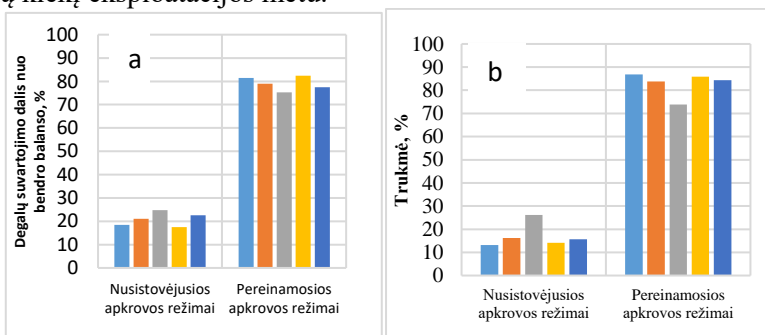 ų kiekį eksploatacijos metu.
a
Degalų suvartojimo dalis nuo
bendro balanso, %
100
90
80
70
60
50
40
30
20
10
0
Nusistovėjusios
apkrovos režimai
Pereinamosios
apkrovos režimai
b
Trukmė, %
100
90
80
70
60
50
40
30
20
10
0
Nusistovėjusios
apkrovos režimai
Pereinamosios
apkrovos režimai